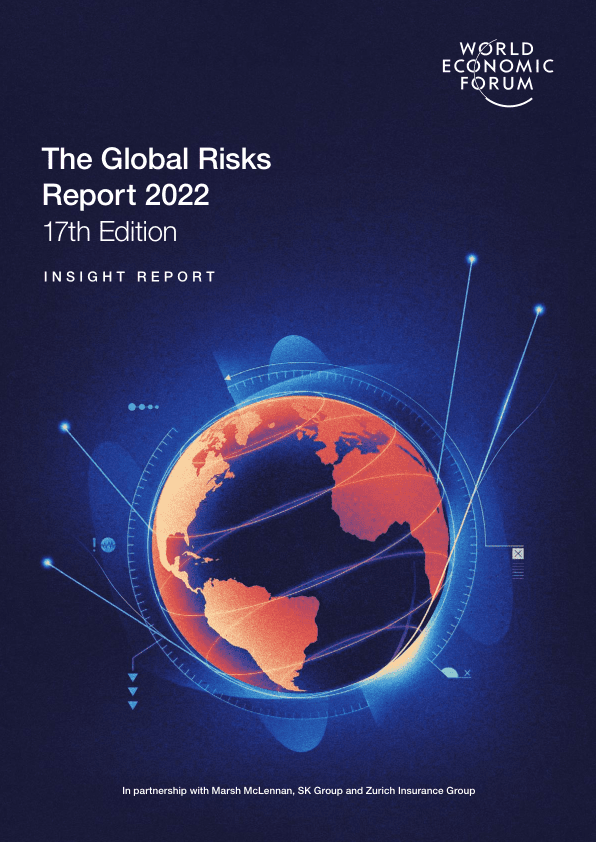 WORLD
ECONOMIC
FORUM
The Global Risks
Report 2022
17th Edition
INSIGHT REPORT
In partnership with Marsh McLennan, SK Group and Zurich Insurance Group